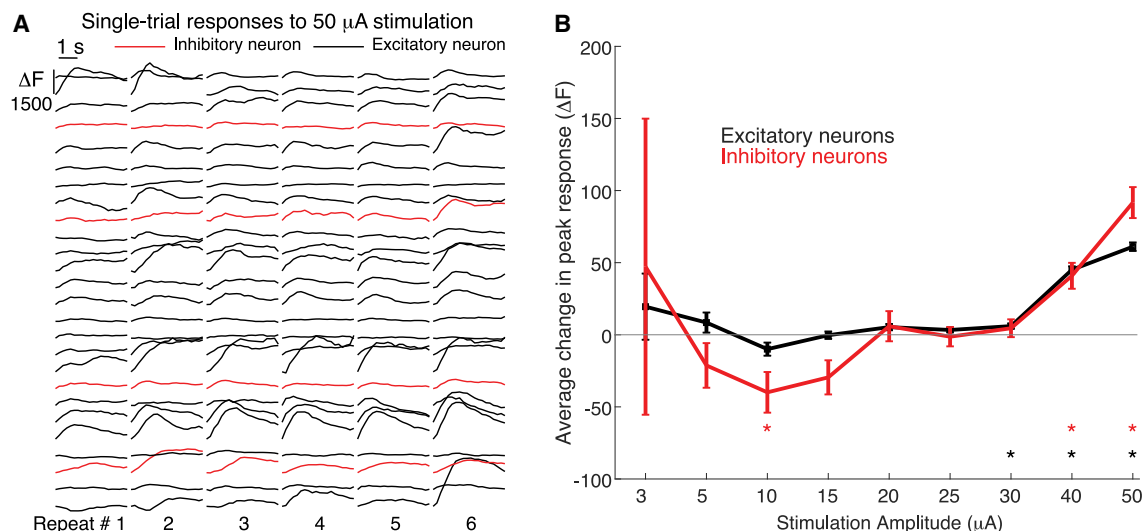 A
Single-trial responses to 50 μA stimulation
1 s
Inhibitory neuron
Excitatory neuron
ΔF
1500
Repeat # 1 2 3 4 5 6
B
Average change in peak response (ΔF)
200
150
100
50
0
-50
-100
Excitatory neurons
Inhibitory neurons
* * *
* * *
3 5 10 15 20 25 30 40 50
Stimulation Amplitude (μA)